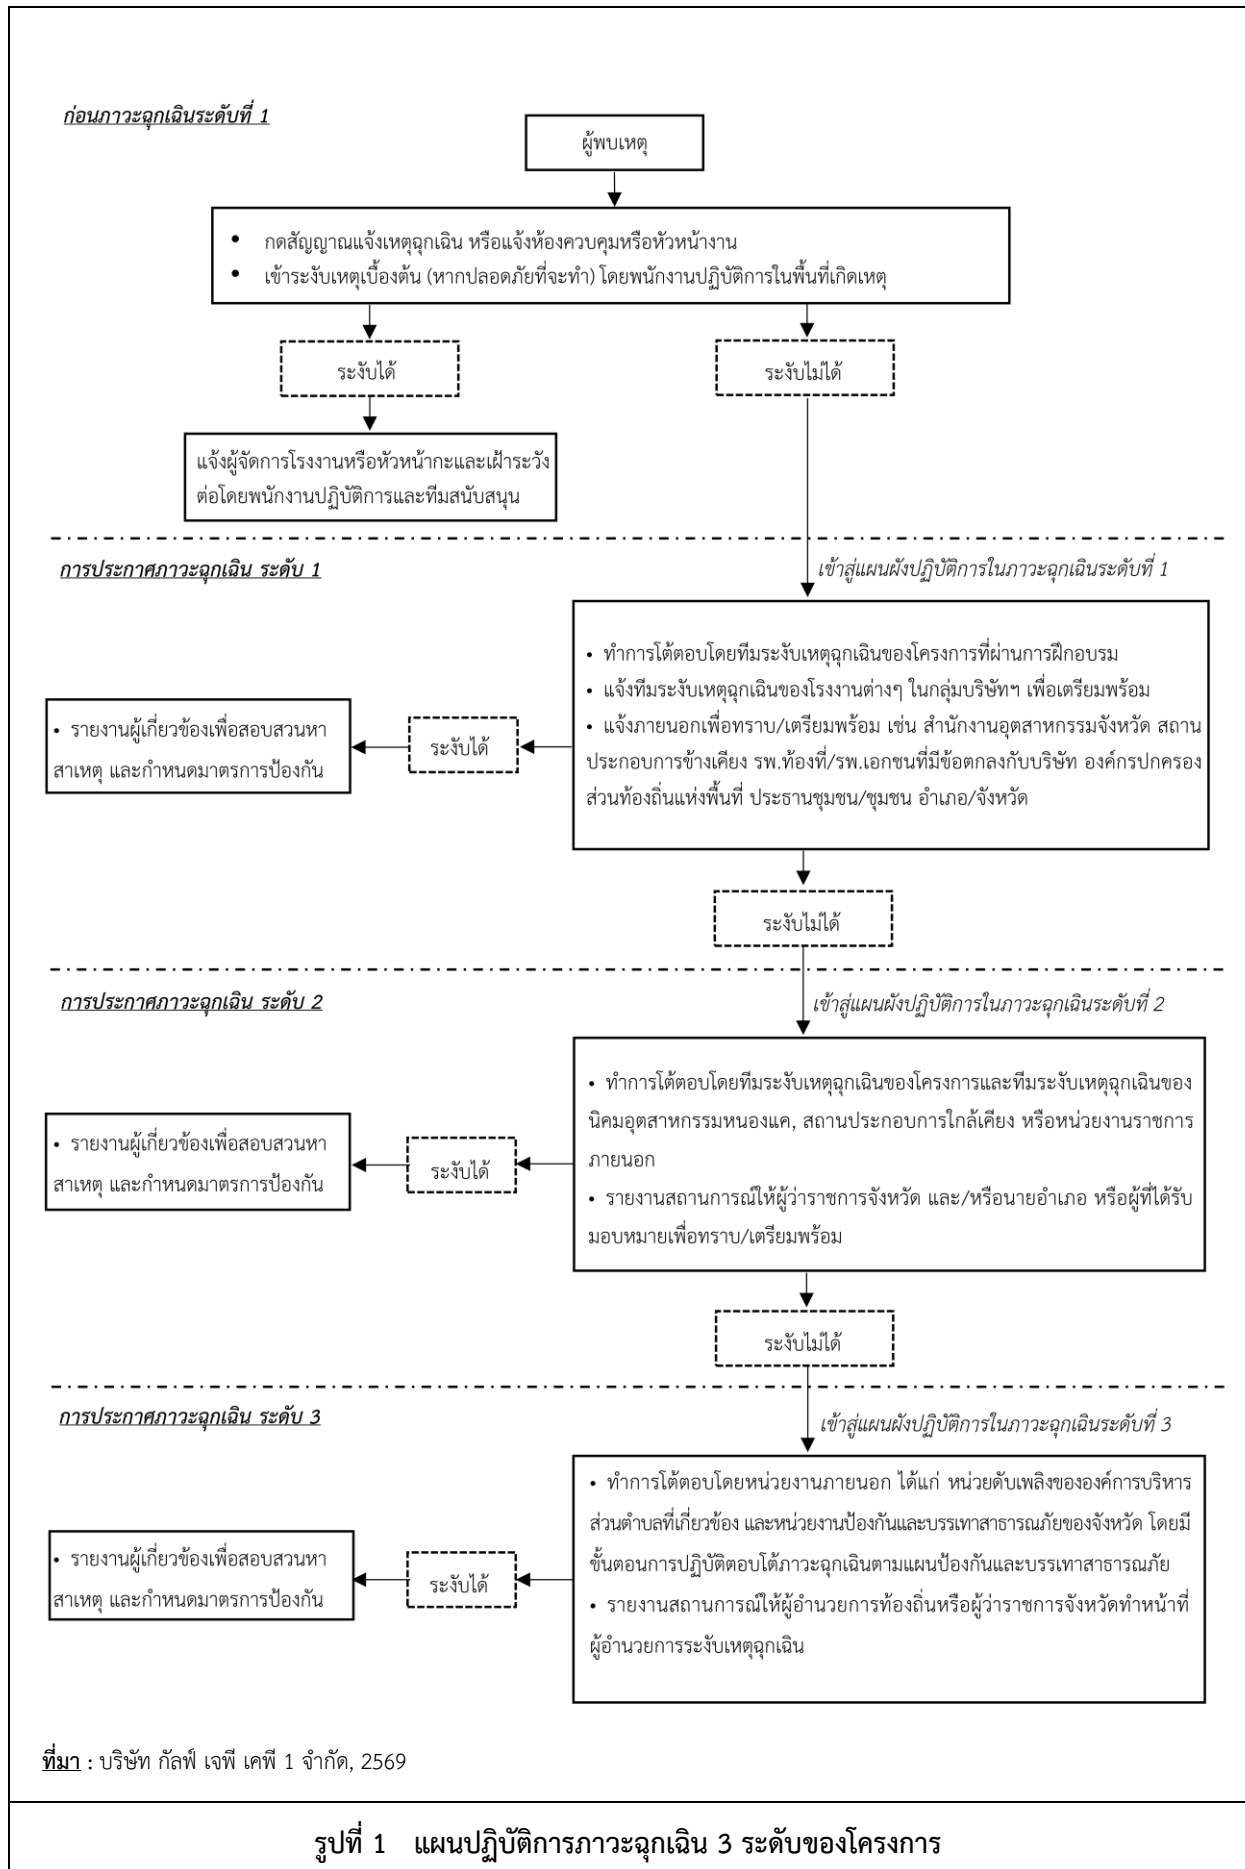 ก่อนภาวะฉุกเฉินระดับที่ 1
ผู้พบเหตุ
• กดสัญญาณแจ้งเหตุฉุกเฉิน หรือแจ้งห้องควบคุมหรือหัวหน้างาน
• เข้าระงับเหตุเบื้องต้น (หากปลอดภัยที่จะทำ) โดยพนักงานปฏิบัติการในพื้นที่เกิดเหตุ
ระงับได้
ระงับไม่ได้
แจ้งผู้จัดการโรงงานหรือหัวหน้ากะและเฝ้าระวัง
ต่อโดยพนักงานปฏิบัติการและทีมสนับสนุน
การประกาศภาวะฉุกเฉิน ระดับ 1
เข้าสู่แผนผังปฏิบัติการในภาวะฉุกเฉินระดับที่ 1
• ทำการโต้ตอบโดยทีมระงับเหตุฉุกเฉินของโครงการที่ผ่านการฝึกอบรม
• แจ้งทีมระงับเหตุฉุกเฉินของโรงงานต่างๆ ในกลุ่มบริษัทฯ เพื่อเตรียมพร้อม
• แจ้งภายนอกเพื่อทราบ/เตรียมพร้อม เช่น สำนักงานอุตสาหกรรมจังหวัด สถาน
ประกอบการข้างเคียง รพ.ท้องที่/รพ.เอกชนที่มีข้อตกลงกับบริษัท องค์กรปกครอง
ส่วนท้องถิ่นแห่งพื้นที่ ประธานชุมชน/ชุมชน อำเภอ/จังหวัด
ระงับได้
• รายงานผู้เกี่ยวข้องเพื่อสอบสวนหา
สาเหตุ และกำหนดมาตรการป้องกัน
ระงับไม่ได้
การประกาศภาวะฉุกเฉิน ระดับ 2
เข้าสู่แผนผังปฏิบัติการในภาวะฉุกเฉินระดับที่ 2
• ทำการโต้ตอบโดยทีมระงับเหตุฉุกเฉินของโครงการและทีมระงับเหตุฉุกเฉินของ
นิคมอุตสาหกรรมหนองแค, สถานประกอบการใกล้เคียง หรือหน่วยงานราชการ
ภายนอก
• รายงานสถานการณ์ให้ผู้ว่าราชการจังหวัด และ/หรือนายอำเภอ หรือผู้ที่ได้รับ
มอบหมายเพื่อทราบ/เตรียมพร้อม
ระงับได้
• รายงานผู้เกี่ยวข้องเพื่อสอบสวนหา
สาเหตุ และกำหนดมาตรการป้องกัน
ระงับไม่ได้
การประกาศภาวะฉุกเฉิน ระดับ 3
เข้าสู่แผนผังปฏิบัติการในภาวะฉุกเฉินระดับที่ 3
• ทำการโต้ตอบโดยหน่วยงานภายนอก ได้แก่ หน่วยดับเพลิงขององค์การบริหาร
ส่วนตำบลที่เกี่ยวข้อง และหน่วยงานป้องกันและบรรเทาสาธารณภัยของจังหวัด โดยมี
ขั้นตอนการปฏิบัติตอบโต้ภาวะฉุกเฉินตามแผนป้องกันและบรรเทาสาธารณภัย
• รายงานสถานการณ์ให้ผู้อำนวยการท้องถิ่นหรือผู้ว่าราชการจังหวัดทำหน้าที่
ผู้อำนวยการระงับเหตุฉุกเฉิน
ระงับได้
• รายงานผู้เกี่ยวข้องเพื่อสอบสวนหา
สาเหตุ และกำหนดมาตรการป้องกัน
ที่มา : บริษัท กัลฟ์ เจพี เคพี 1 จำกัด, 2569
รูปที่ 1 แผนปฏิบัติการภาวะฉุกเฉิน 3 ระดับของโครงการ